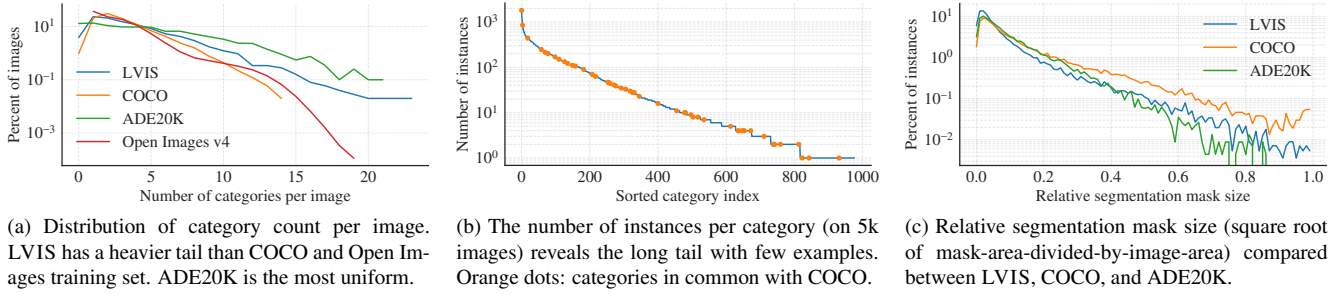 Percent of images
10^1
10^-1
10^-3
LVIS
COCO
ADE20K
Open Images v4
0 5 10 15 20
Number of categories per image
(a) Distribution of category count per image.
LVIS has a heavier tail than COCO and Open Im-
ages training set. ADE20K is the most uniform.
Number of instances
10^3
10^2
10^1
10^0
0 200 400 600 800 1000
Sorted category index
(b) The number of instances per category (on 5k
images) reveals the long tail with few examples.
Orange dots: categories in common with COCO.
Percent of instances
10^1
10^0
10^-1
10^-2
LVIS
COCO
ADE20K
0.0 0.2 0.4 0.6 0.8 1.0
Relative segmentation mask size
(c) Relative segmentation mask size (square root
of mask-area-divided-by-image-area) compared
between LVIS, COCO, and ADE20K.